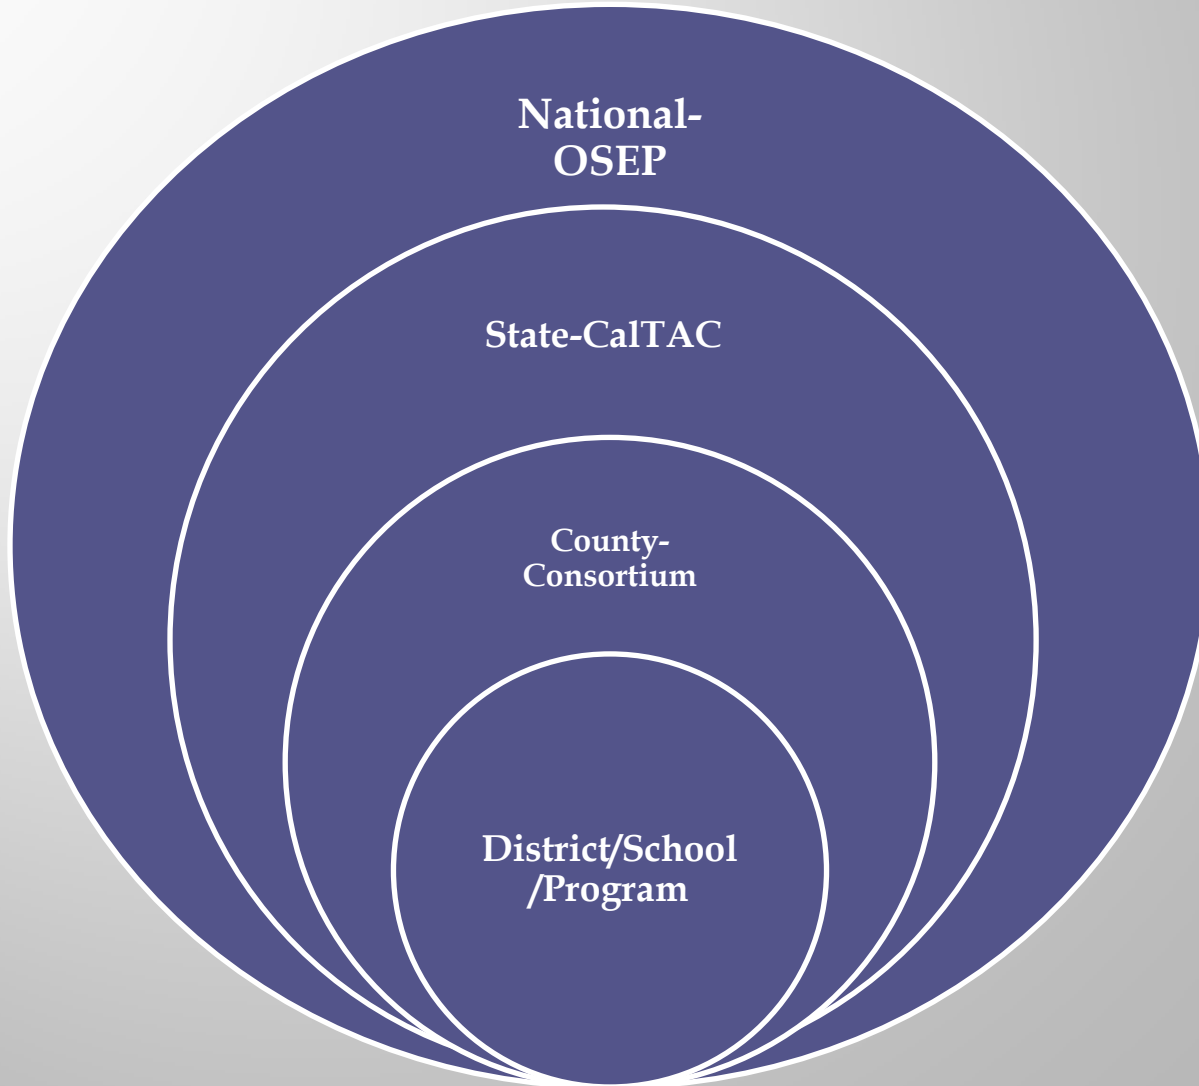 National-
OSEP
State-CalTAC
County-
Consortium
District/School
/Program